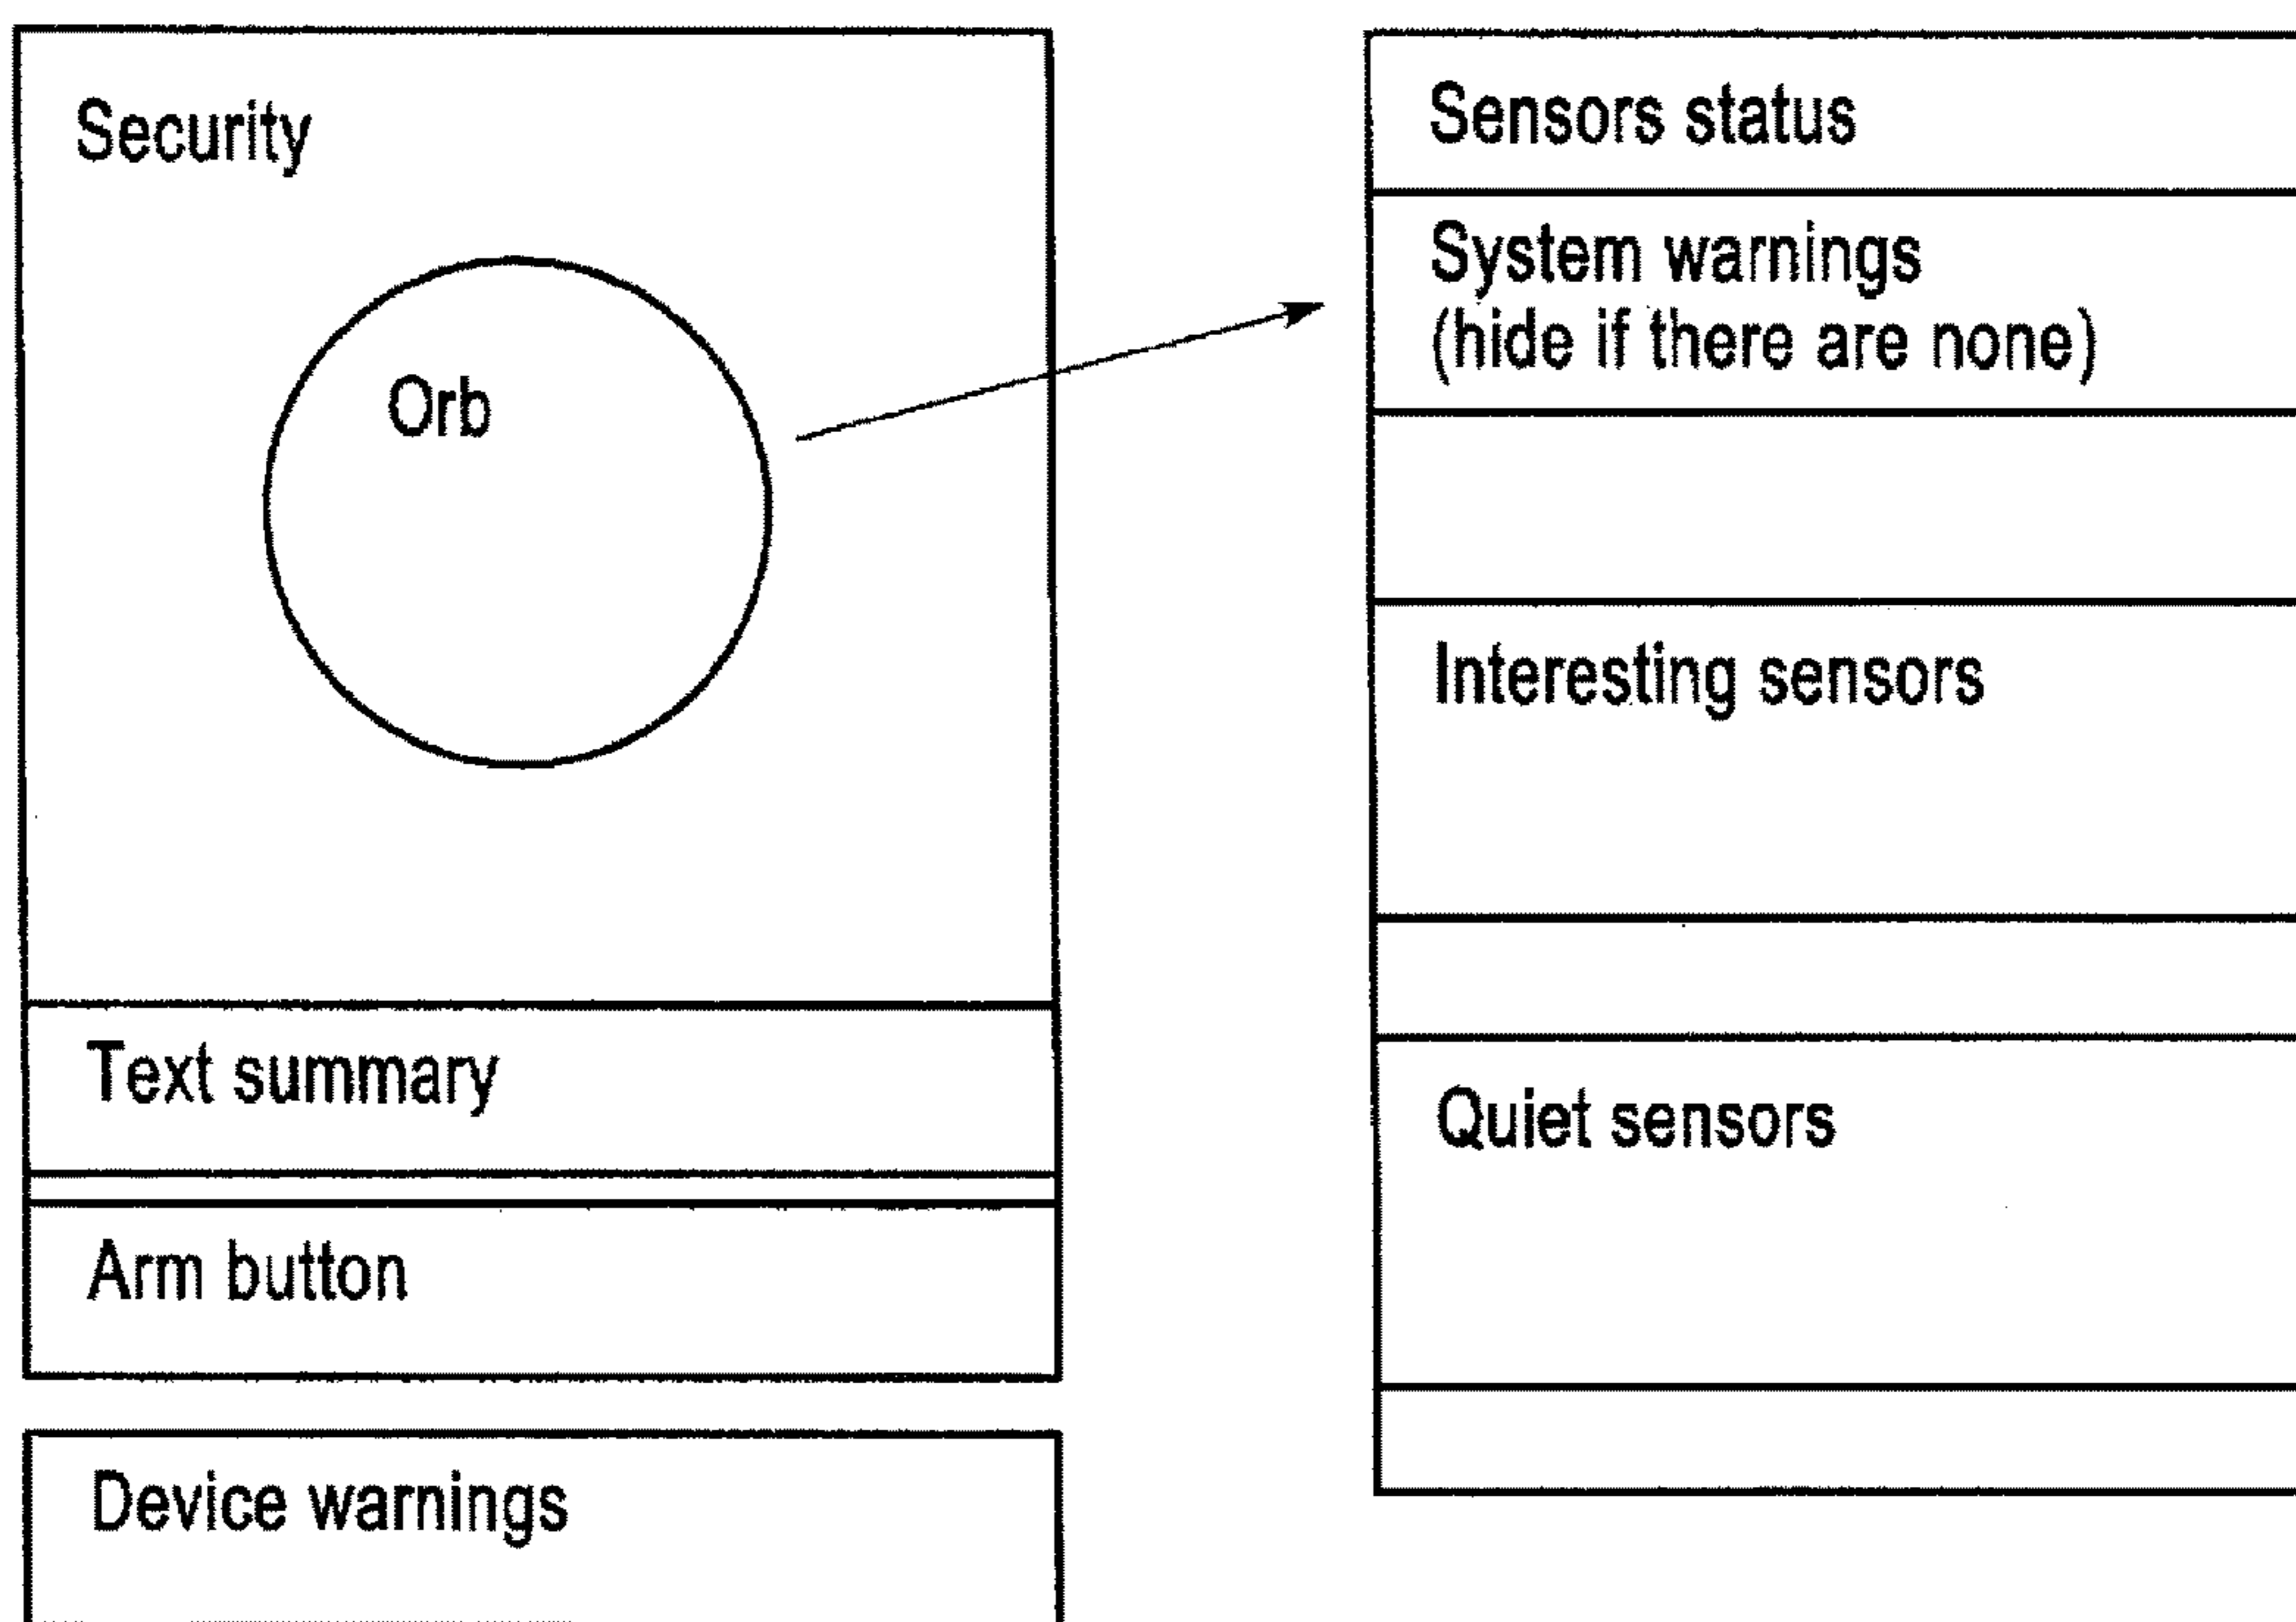 Security
Orb
Text summary
Arm button
Device warnings
Sensors status
System warnings
(hide if there are none)
Interesting sensors
Quiet sensors